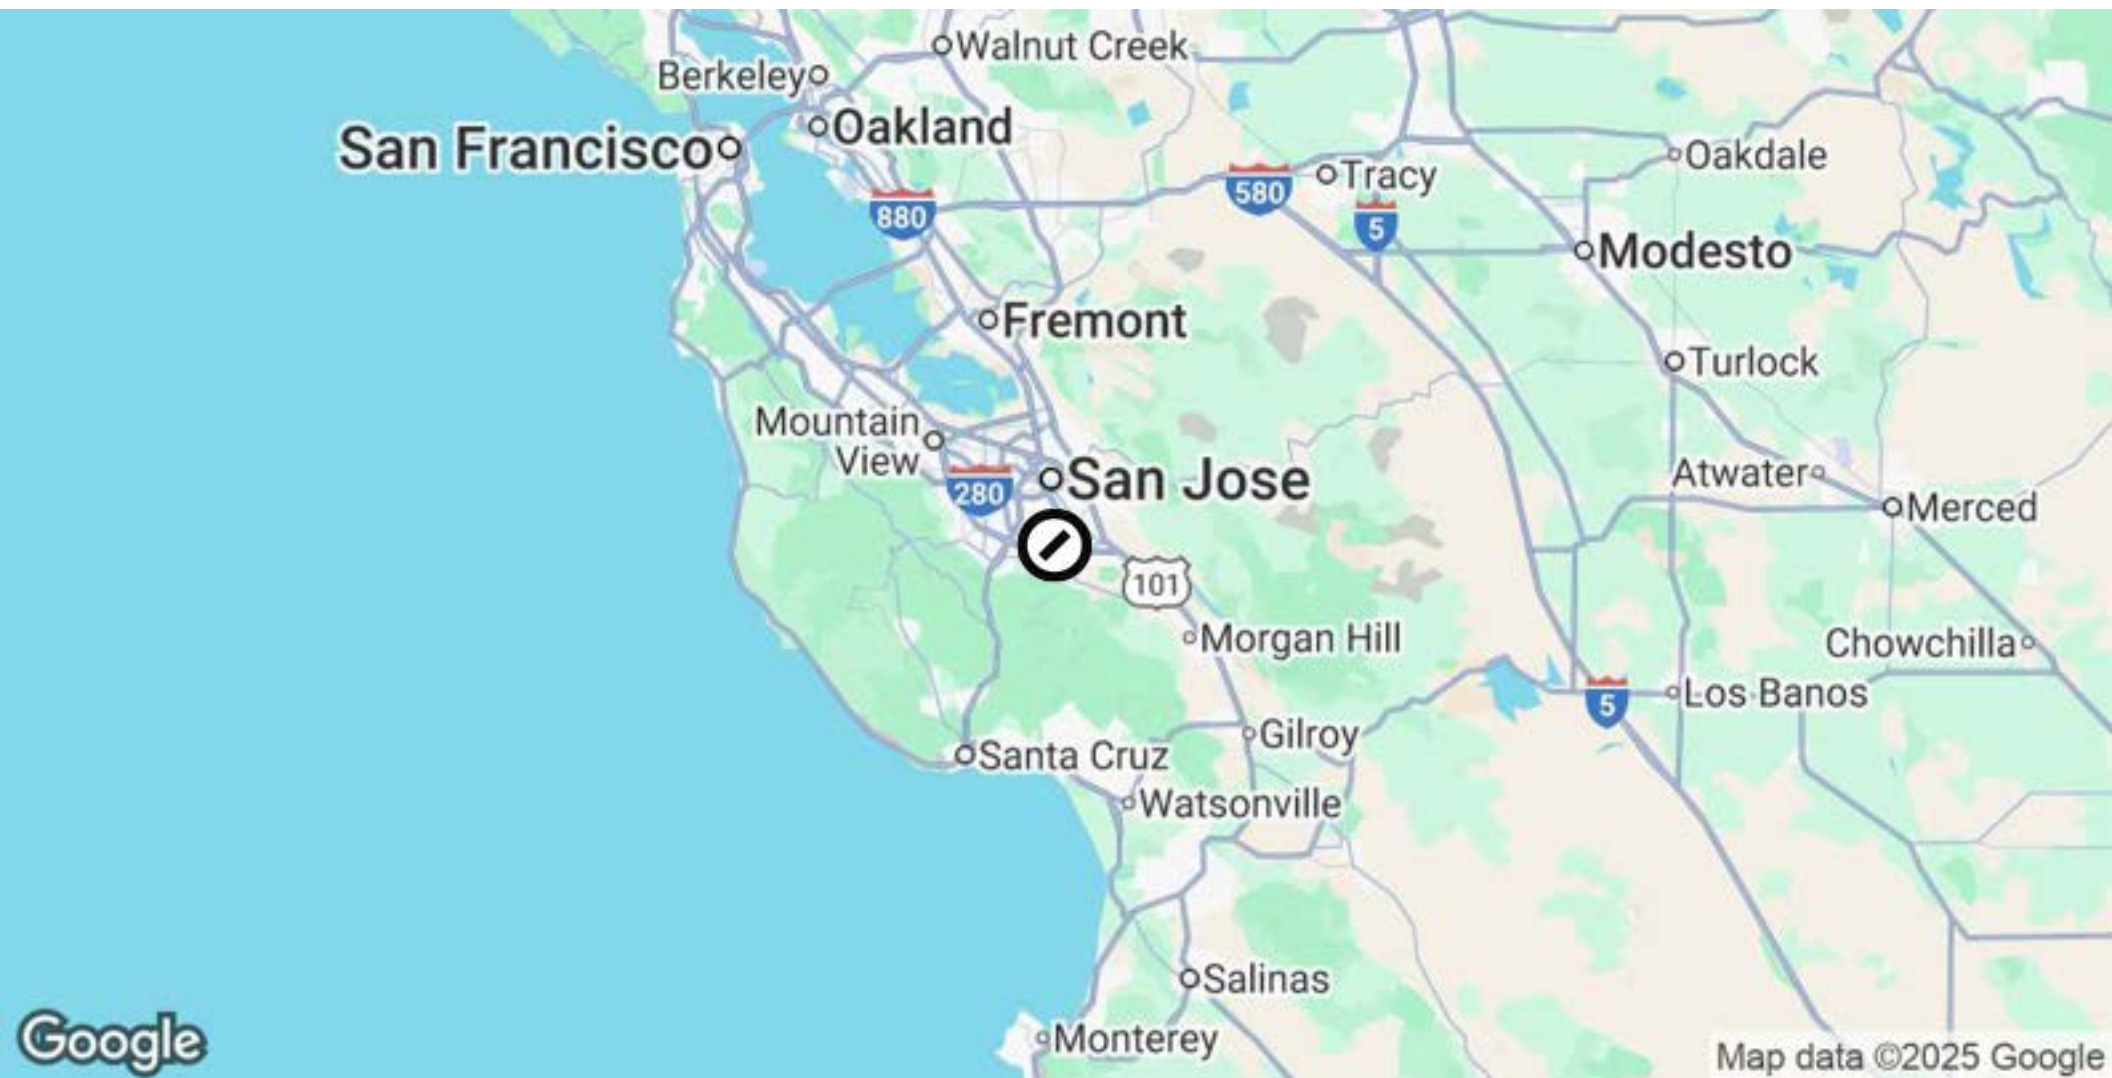 Walnut Creek
Berkeley
Oakland
San Francisco
Oakdale
Tracy
580
880
5
Modesto
Fremont
Turlock
Mountain
View
Atwater
San Jose
280
Merced
101
Morgan Hill
Chowchilla
Los Banos
5
Gilroy
Santa Cruz
Watsonville
Salinas
Monterey
Google
Map data ©2025 Google